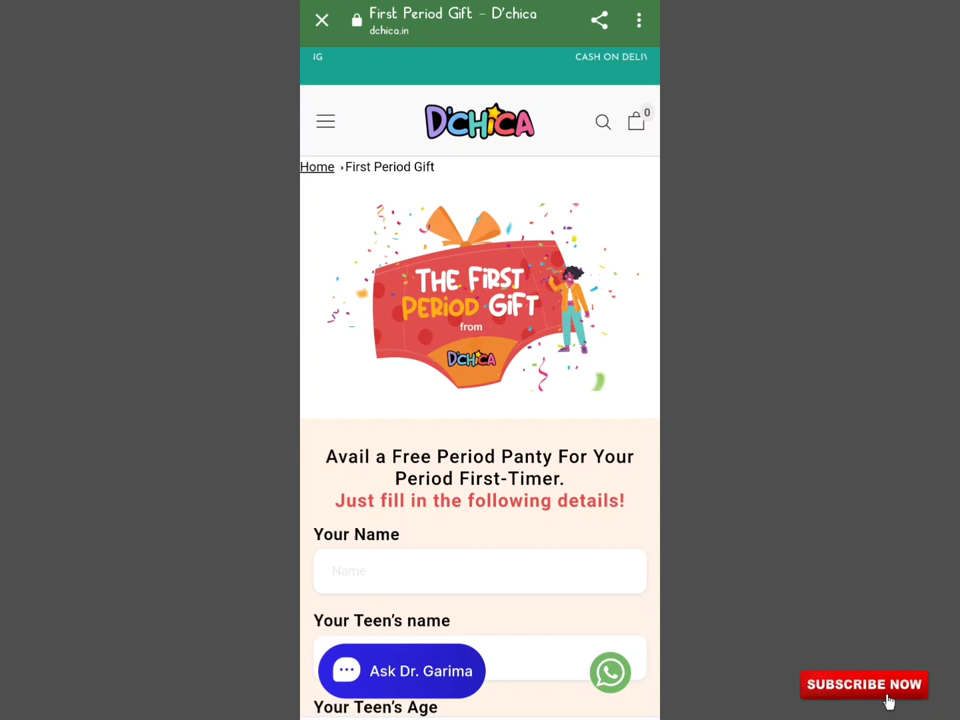 First Period Gift – D'chica
dchica.in
IG
CASH ON DELIV
D'CHICA
0
Home › First Period Gift
THE FIRST
PERIOD GIFT
from
D'CHICA
Avail a Free Period Panty For Your
Period First-Timer.
Just fill in the following details!
Your Name
Name
Your Teen's name
Ask Dr. Garima
Your Teen's Age
SUBSCRIBE NOW